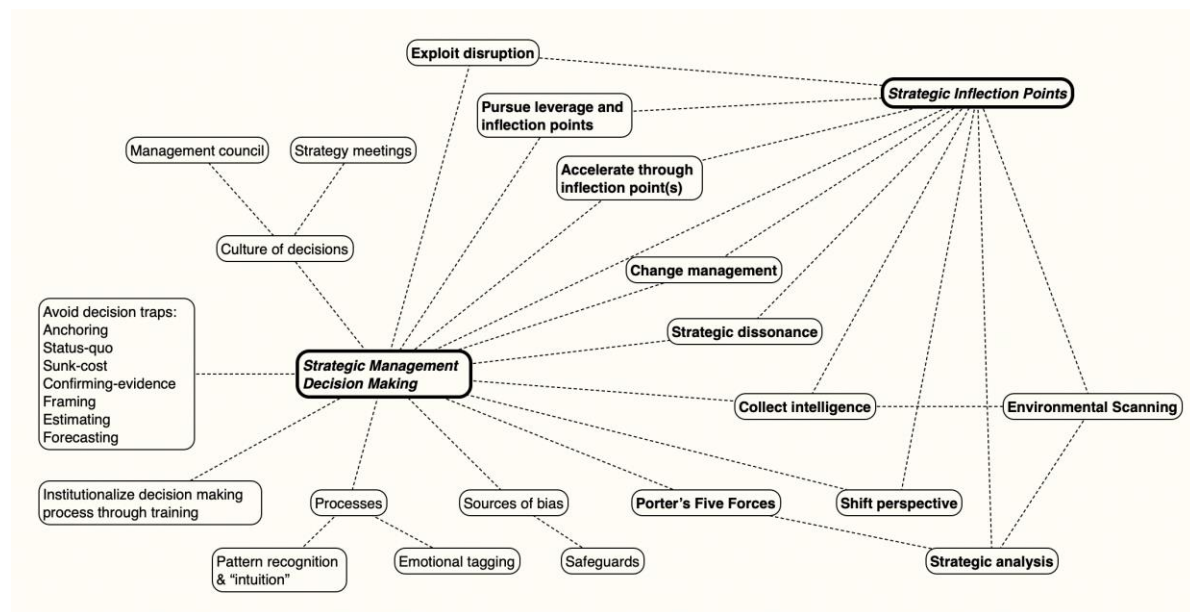 Exploit disruption
Strategic Inflection Points
Pursue leverage and
inflection points
Management council
Strategy meetings
Accelerate through
inflection point(s)
Culture of decisions
Change management
Avoid decision traps:
Anchoring
Status-quo
Sunk-cost
Confirming-evidence
Framing
Estimating
Forecasting
Strategic dissonance
Strategic Management
Decision Making
Collect intelligence
Environmental Scanning
Institutionalize decision making
process through training
Processes
Sources of bias
Porter’s Five Forces
Shift perspective
Pattern recognition
& “intuition”
Emotional tagging
Safeguards
Strategic analysis